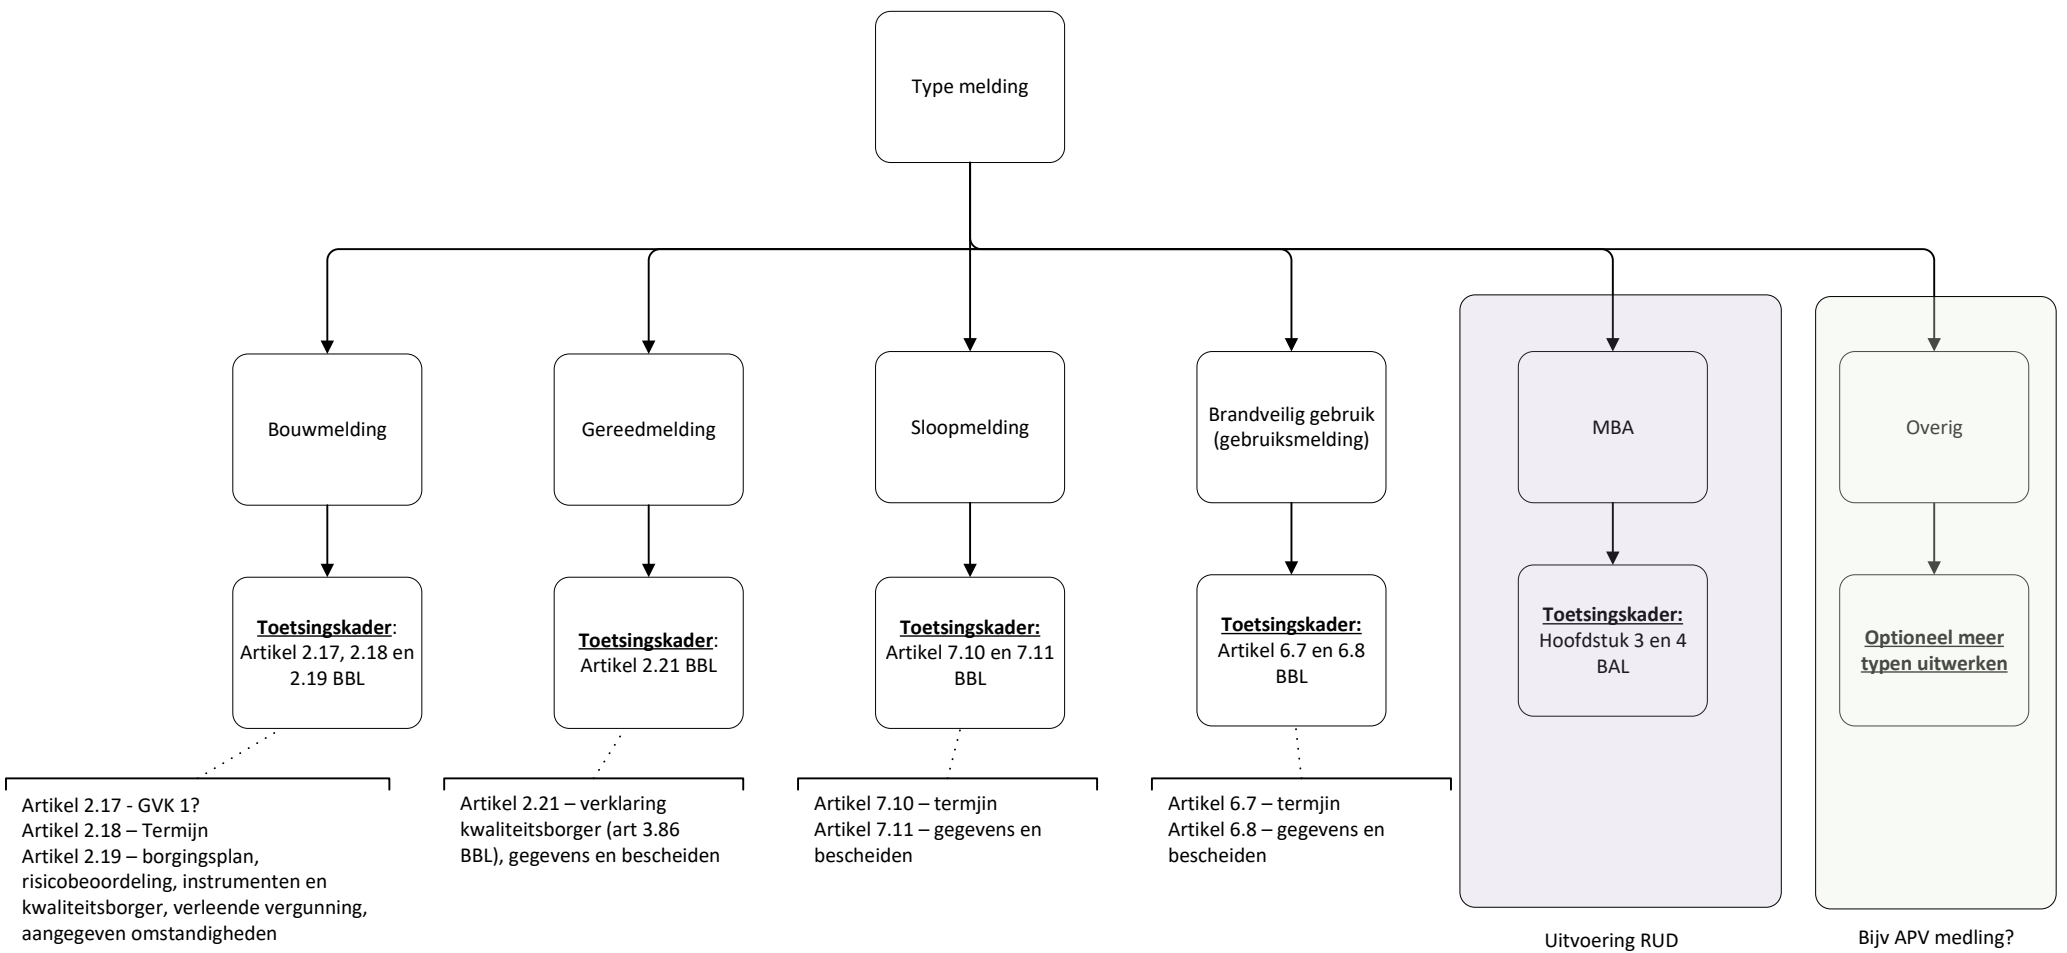 Type melding
Bouwmelding
Gereedmelding
Sloopmelding
Brandveilig gebruik
(gebruiksmelding)
MBA
Overig
Toetsingskader:
Artikel 2.17, 2.18 en
2.19 BBL
Toetsingskader:
Artikel 2.21 BBL
Toetsingskader:
Artikel 7.10 en 7.11
BBL
Toetsingskader:
Artikel 6.7 en 6.8
BBL
Toetsingskader:
Hoofdstuk 3 en 4
BAL
Optioneel meer
typen uitwerken
Artikel 2.17 - GVK 1?
Artikel 2.18 – Termijn
Artikel 2.19 – borgingsplan,
risicobeoordeling, instrumenten en
kwaliteitsborger, verleende vergunning,
aangegeven omstandigheden
Artikel 2.21 – verklaring
kwaliteitsborger (art 3.86
BBL), gegevens en bescheiden
Artikel 7.10 – termjin
Artikel 7.11 – gegevens en
bescheiden
Artikel 6.7 – termjin
Artikel 6.8 – gegevens en
bescheiden
Uitvoering RUD
Bijv APV medling?